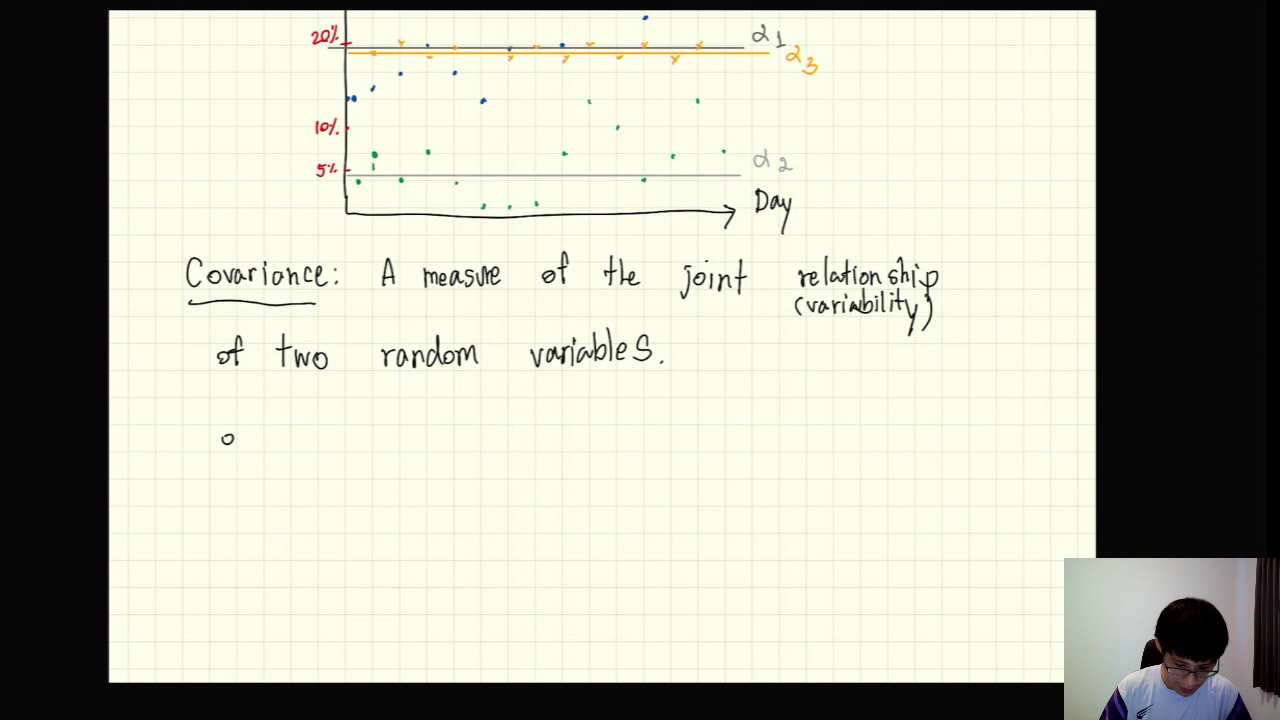 20%
α1
α3
10%
5%
α2
Day
Covariance: A measure of the joint relationship
(variability)
of two random variables.